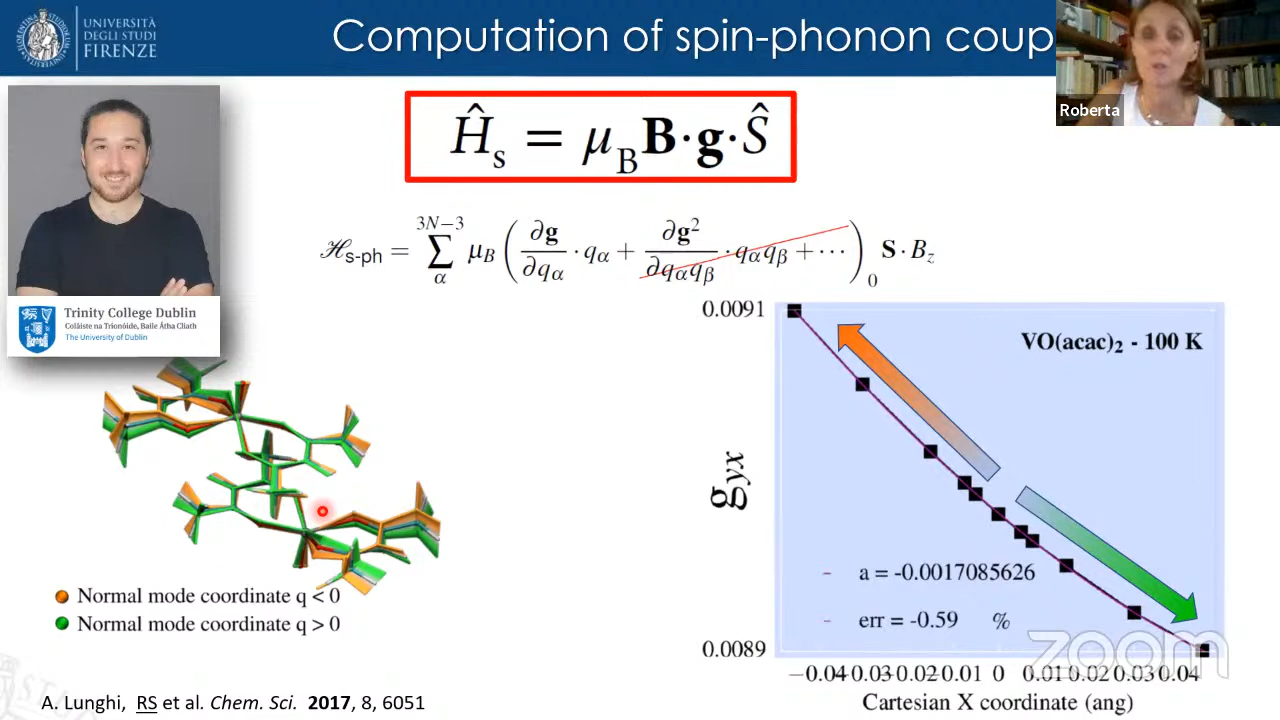 UNIVERSITÀ
DEGLI STUDI
FIRENZE
Computation of spin-phonon coup
Roberta
Ĥs = μB B·g·Ŝ
ℋs-ph = ∑α^{3N−3} μB ( ∂g/∂qα · qα + ∂g²/∂qα∂qβ · qαqβ + ··· )0 S · Bz
Trinity College Dublin
Coláiste na Tríonóide, Baile Átha Cliath
The University of Dublin
0.0091
VO(acac)2 - 100 K
gyx
a = -0.0017085626
err = -0.59 %
0.0089
zoom
−0.04 −0.03 −0.02 −0.01 0 0.01 0.02 0.03 0.04
Cartesian X coordinate (ang)
Normal mode coordinate q < 0
Normal mode coordinate q > 0
A. Lunghi, RS et al. Chem. Sci. 2017, 8, 6051